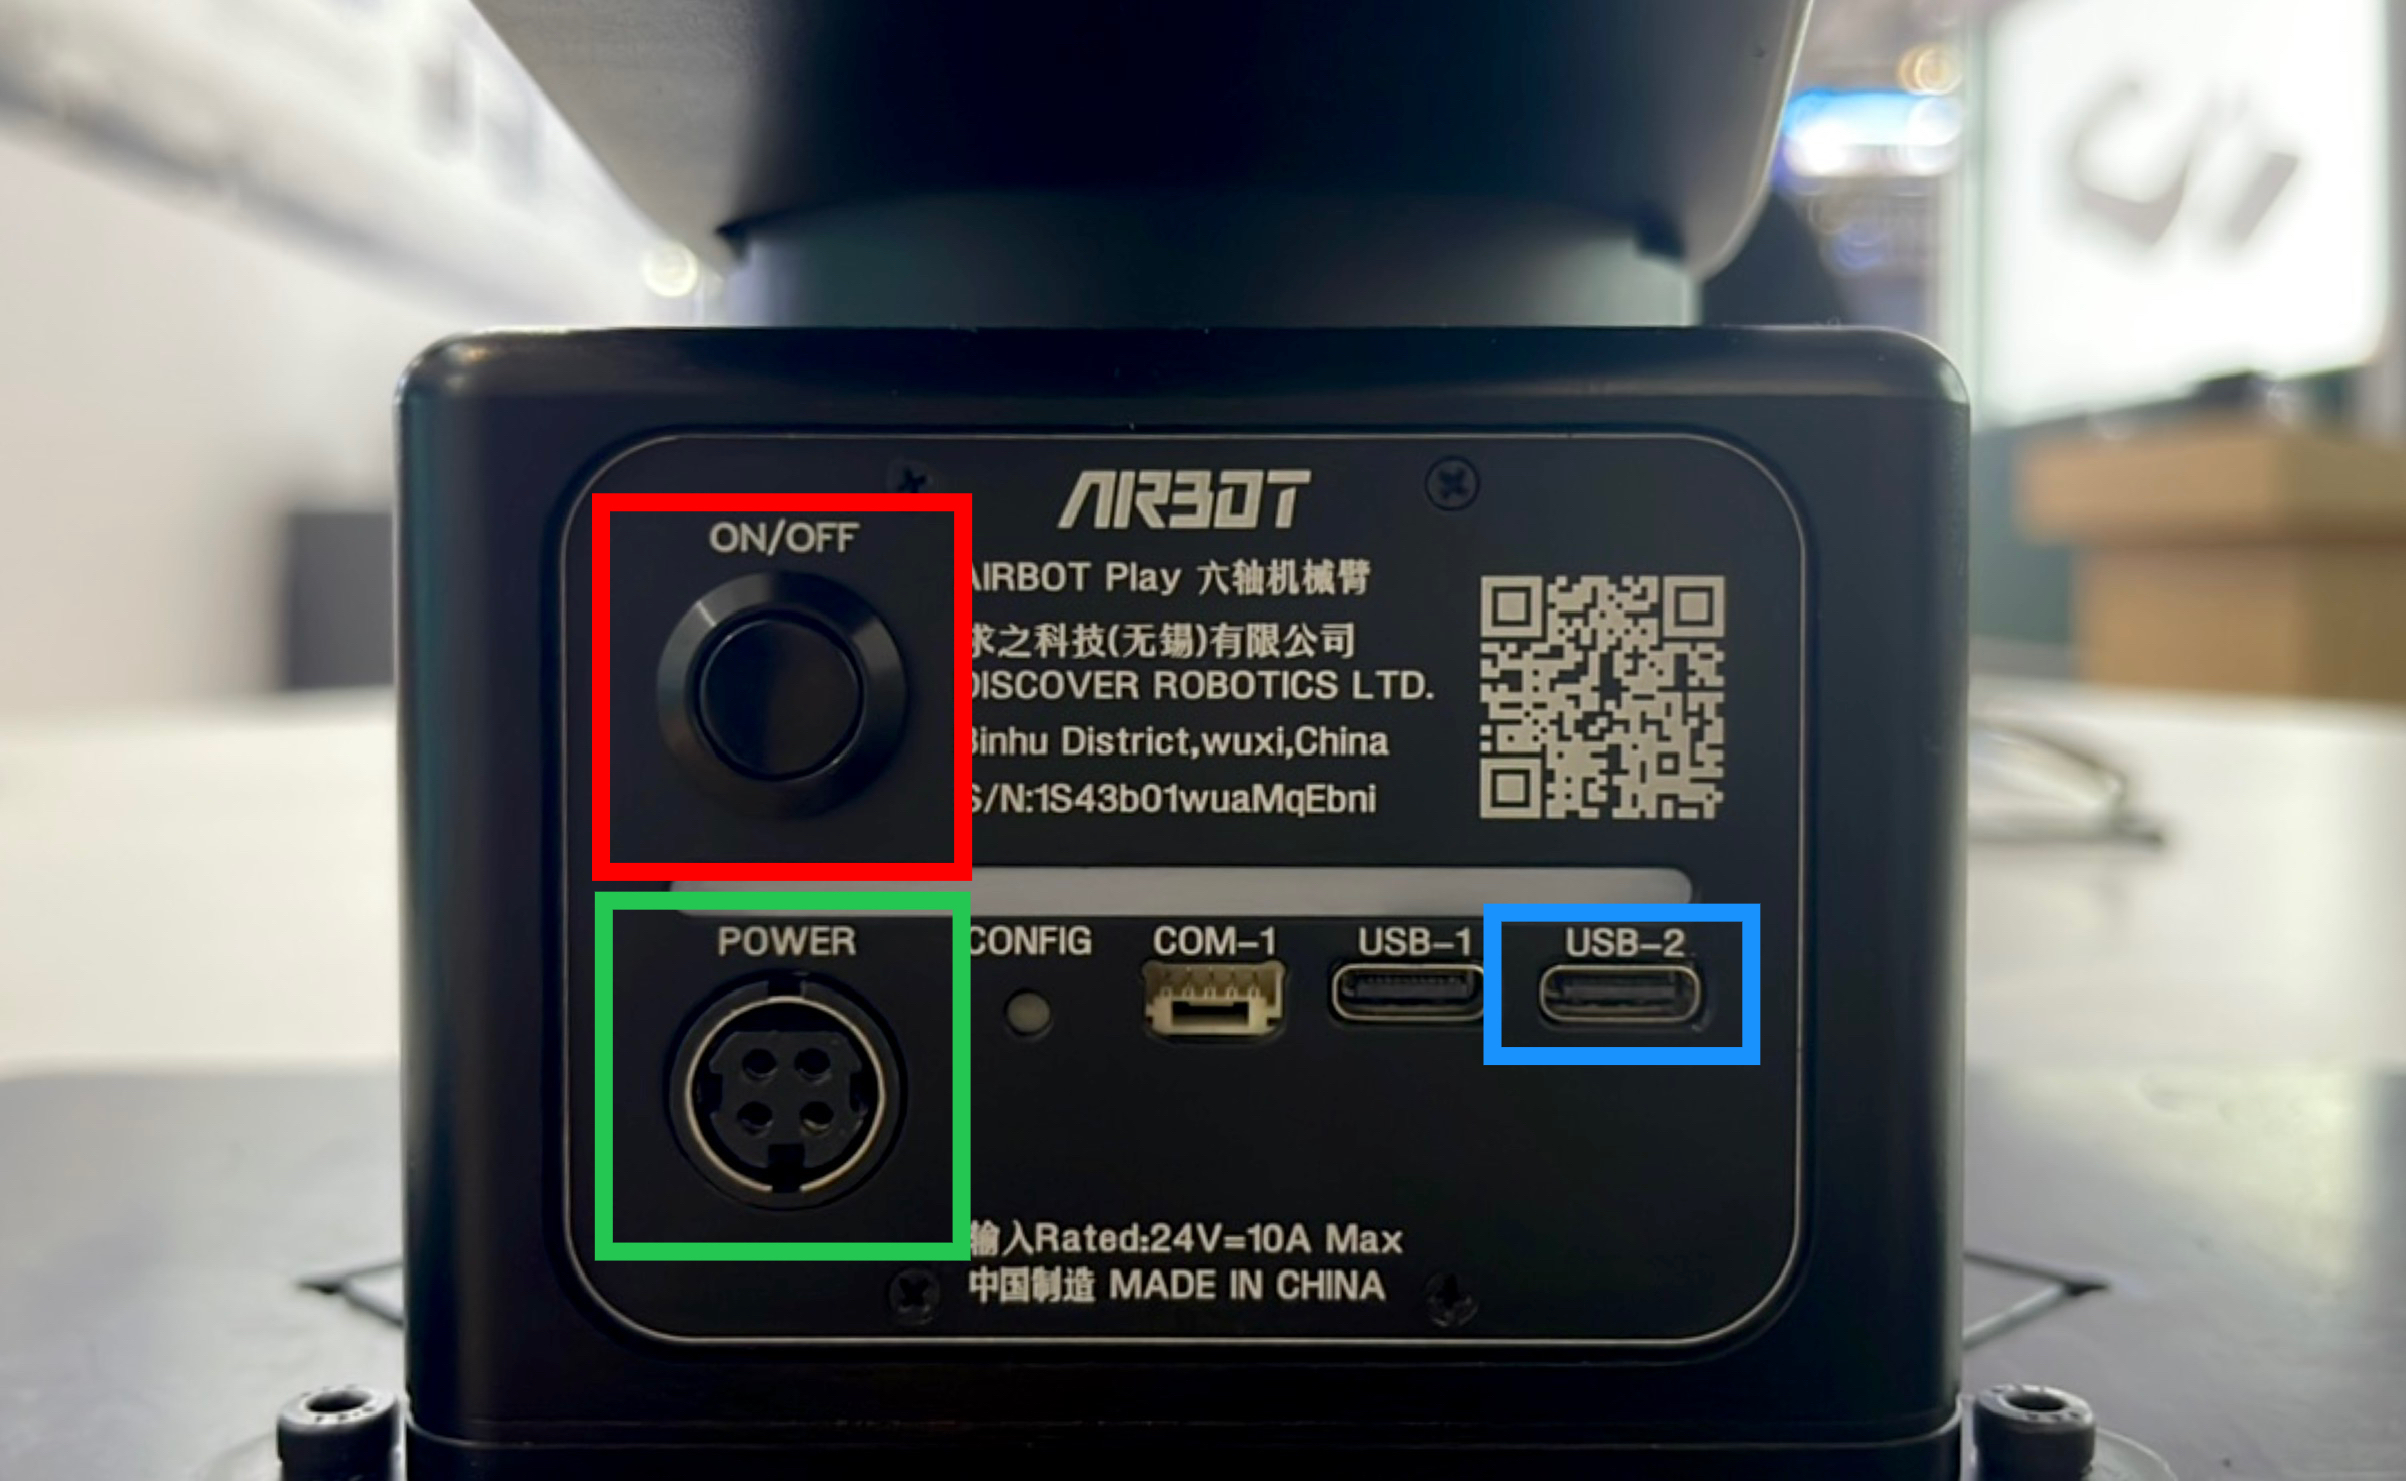 ON/OFF
AIRBOT
AIRBOT Play 六轴机械臂
求之科技(无锡)有限公司
DISCOVER ROBOTICS LTD.
Binhu District,wuxi,China
S/N:1S43b01wuaMqEbni
POWER
CONFIG
COM-1
USB-1
USB-2
输入Rated:24V=10A Max
中国制造 MADE IN CHINA